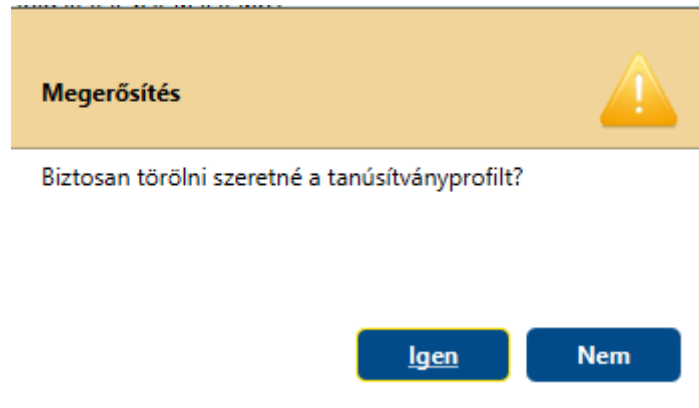 Megerősítés
Biztosan törölni szeretné a tanúsítványprofilt?
Igen
Nem